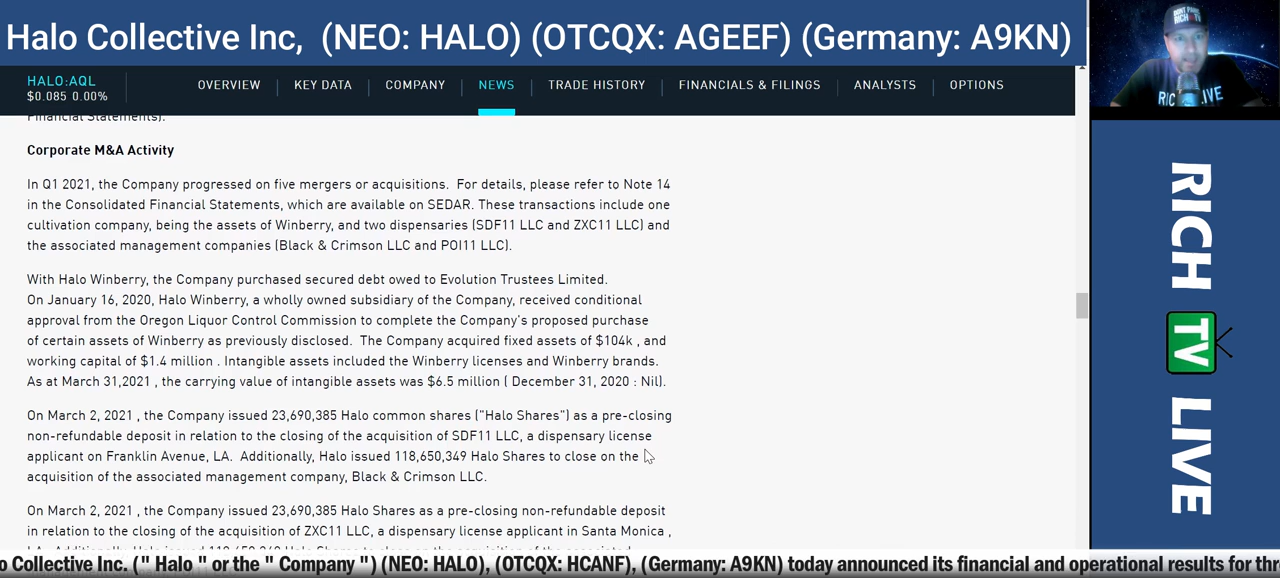 Halo Collective Inc, (NEO: HALO) (OTCQX: AGEEF) (Germany: A9KN)
HALO:AQL
$0.085 0.00%
OVERVIEW
KEY DATA
COMPANY
NEWS
TRADE HISTORY
FINANCIALS & FILINGS
ANALYSTS
OPTIONS
Financial Statements).
Corporate M&A Activity
In Q1 2021, the Company progressed on five mergers or acquisitions. For details, please refer to Note 14
in the Consolidated Financial Statements, which are available on SEDAR. These transactions include one
cultivation company, being the assets of Winberry, and two dispensaries (SDF11 LLC and ZXC11 LLC) and
the associated management companies (Black & Crimson LLC and POI11 LLC).
With Halo Winberry, the Company purchased secured debt owed to Evolution Trustees Limited.
On January 16, 2020, Halo Winberry, a wholly owned subsidiary of the Company, received conditional
approval from the Oregon Liquor Control Commission to complete the Company's proposed purchase
of certain assets of Winberry as previously disclosed. The Company acquired fixed assets of $104k , and
working capital of $1.4 million . Intangible assets included the Winberry licenses and Winberry brands.
As at March 31,2021 , the carrying value of intangible assets was $6.5 million ( December 31, 2020 : Nil).
On March 2, 2021 , the Company issued 23,690,385 Halo common shares ("Halo Shares") as a pre-closing
non-refundable deposit in relation to the closing of the acquisition of SDF11 LLC, a dispensary license
applicant on Franklin Avenue, LA. Additionally, Halo issued 118,650,349 Halo Shares to close on the
acquisition of the associated management company, Black & Crimson LLC.
On March 2, 2021 , the Company issued 23,690,385 Halo Shares as a pre-closing non-refundable deposit
in relation to the closing of the acquisition of ZXC11 LLC, a dispensary license applicant in Santa Monica ,
o Collective Inc. (" Halo " or the " Company ") (NEO: HALO), (OTCQX: HCANF), (Germany: A9KN) today announced its financial and operational results for thr
RICH TV LIVE